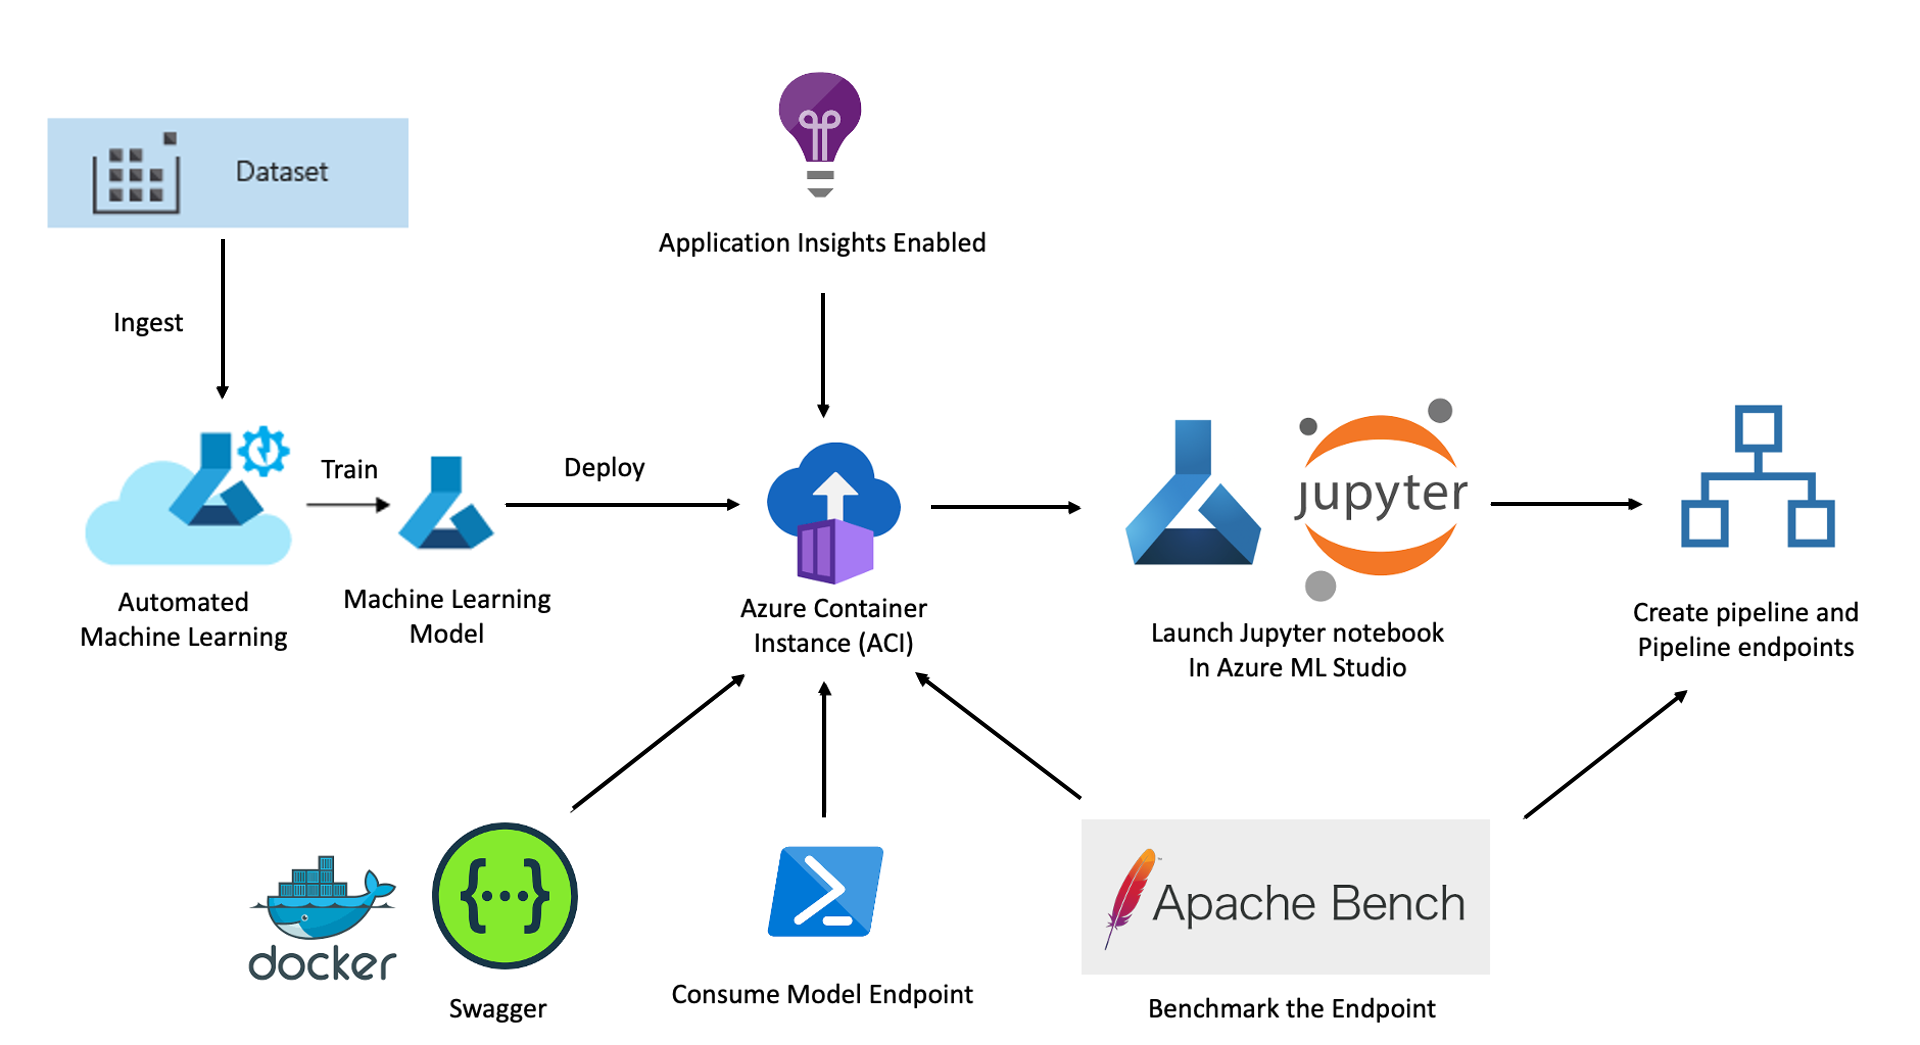 Dataset
Application Insights Enabled
Ingest
Train
Deploy
jupyter
Automated
Machine Learning
Machine Learning
Model
Azure Container
Instance (ACI)
Launch Jupyter notebook
In Azure ML Studio
Create pipeline and
Pipeline endpoints
docker
{...}
Swagger
Consume Model Endpoint
Apache Bench
Benchmark the Endpoint